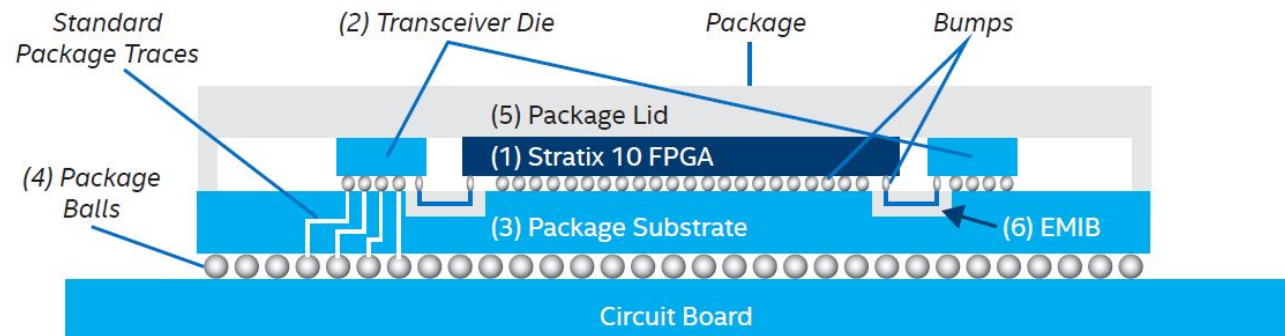 Standard
Package Traces
(2) Transceiver Die
Package
Bumps
(5) Package Lid
(1) Stratix 10 FPGA
(4) Package
Balls
(3) Package Substrate
(6) EMIB
Circuit Board